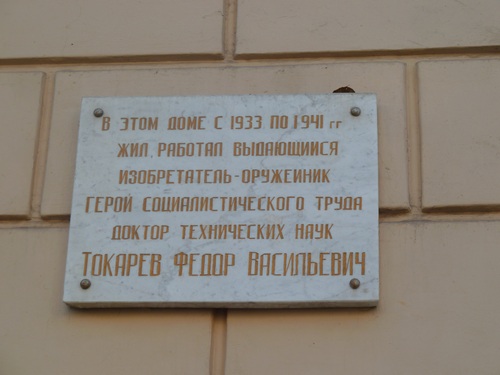 В ЭТОМ ДОМЕ С 1933 ПО 1941 гг
ЖИЛ, РАБОТАЛ ВЫДАЮЩИЙСЯ
ИЗОБРЕТАТЕЛЬ-ОРУЖЕЙНИК
ГЕРОЙ СОЦИАЛИСТИЧЕСКОГО ТРУДА
ДОКТОР ТЕХНИЧЕСКИХ НАУК
ТОКАРЕВ ФЕДОР ВАСИЛЬЕВИЧ